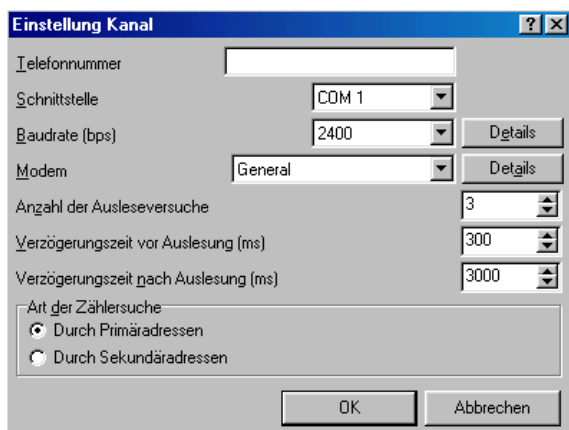 Einstellung Kanal
Telefonnummer
Schnittstelle COM 1
Baudrate (bps) 2400 Details
Modem General Details
Anzahl der Ausleseversuche 3
Verzögerungszeit vor Auslesung (ms) 300
Verzögerungszeit nach Auslesung (ms) 3000
Art der Zählersuche
Durch Primäradressen
Durch Sekundäradressen
OK Abbrechen